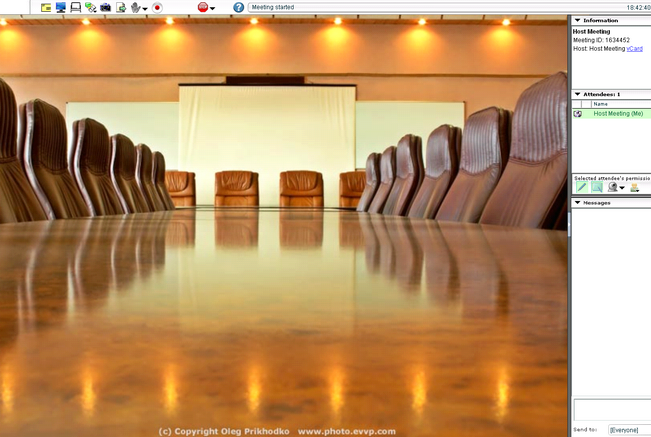 Meeting started
18:42:40
Information
Host Meeting
Meeting ID: 1634452
Host: Host Meeting vCard
Attendees: 1
Name
Host Meeting (Me)
Selected attendee's permissio
Messages
Send to: [Everyone]
(c) Copyright Oleg Prikhodko www.photo.evvp.com